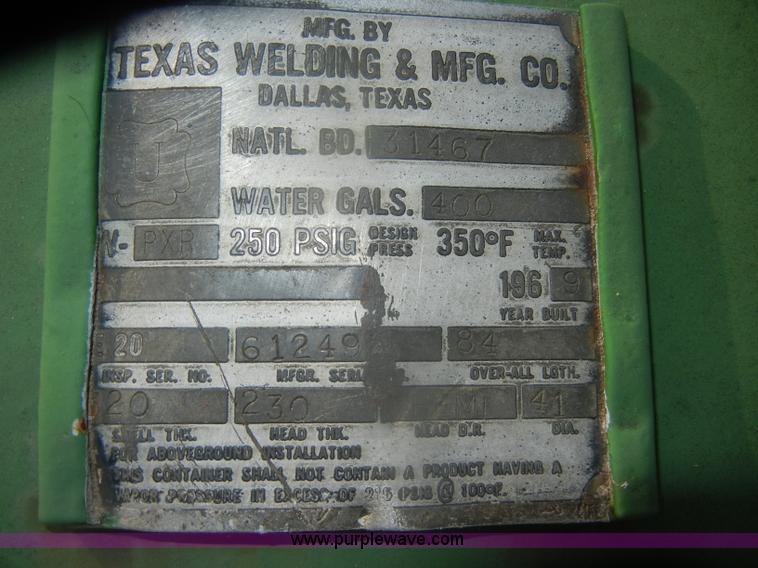 MFG. BY
TEXAS WELDING & MFG. CO.
DALLAS, TEXAS
U
NATL. BD. 31467
WATER GALS. 400
W- PXR 250 PSIG DESIGN PRESS 350°F MAX. TEMP.
196 9
YEAR BUILT
20 61249 84
INSP. SER. NO. MFGR. SERIAL OVER-ALL LGTH.
20 230 MI 41
SHELL THK. HEAD THK. HEAD D.R. DIA.
FOR ABOVEGROUND INSTALLATION
THIS CONTAINER SHALL NOT CONTAIN A PRODUCT HAVING A
VAPOR PRESSURE IN EXCESS OF 215 PSIG @ 100°F.
www.purplewave.com